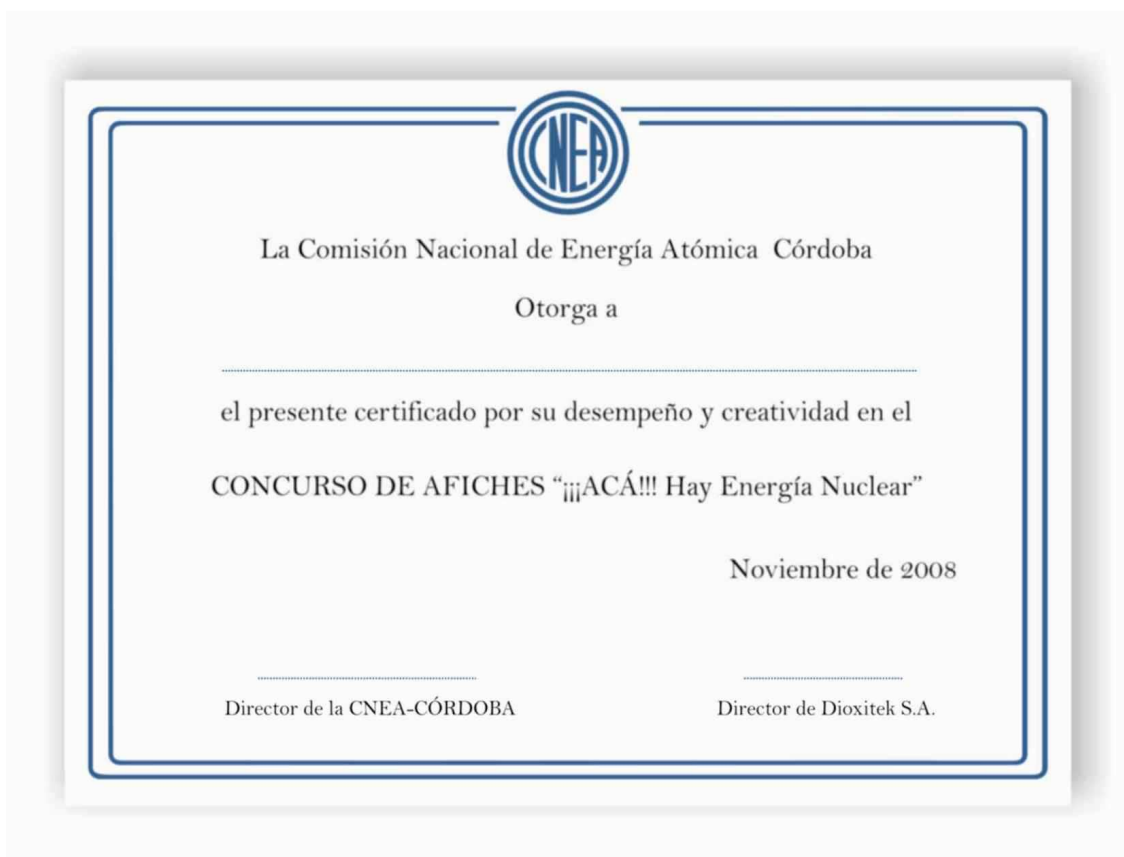 CNEA
La Comisión Nacional de Energía Atómica Córdoba
Otorga a
el presente certificado por su desempeño y creatividad en el
CONCURSO DE AFICHES “¡¡¡ACÁ!!! Hay Energía Nuclear”
Noviembre de 2008
Director de la CNEA-CÓRDOBA
Director de Dioxitek S.A.